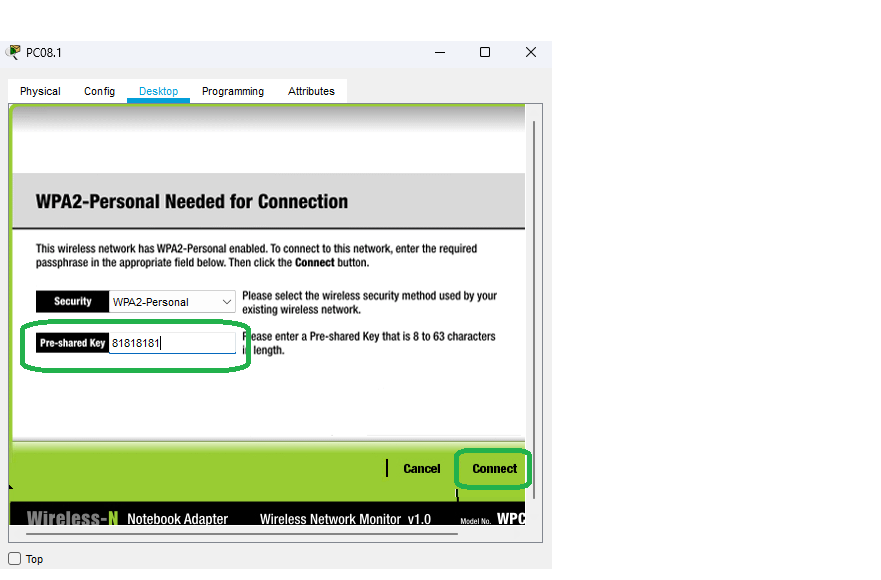 PC08.1
Physical Config Desktop Programming Attributes
WPA2-Personal Needed for Connection
This wireless network has WPA2-Personal enabled. To connect to this network, enter the required
passphrase in the appropriate field below. Then click the Connect button.
Security WPA2-Personal
Please select the wireless security method used by your
existing wireless network.
Pre-shared Key 81818181
Please enter a Pre-shared Key that is 8 to 63 characters
in length.
Cancel Connect
Wireless-N Notebook Adapter Wireless Network Monitor v1.0 Model No. WPC
Top